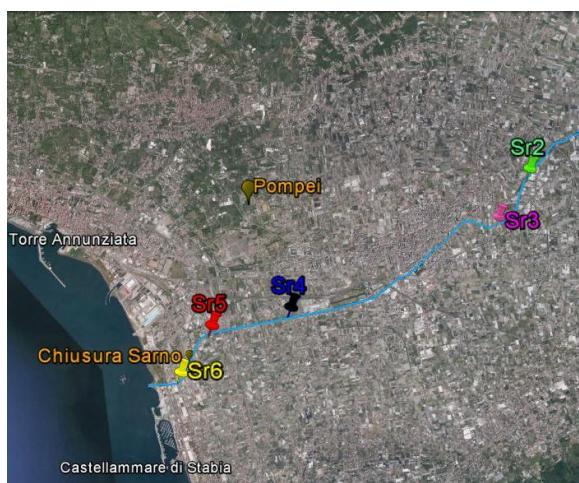 Sr2
Pompei
Sr3
Torre Annunziata
Sr4
Sr5
Chiusura Sarno
Sr6
Castellammare di Stabia